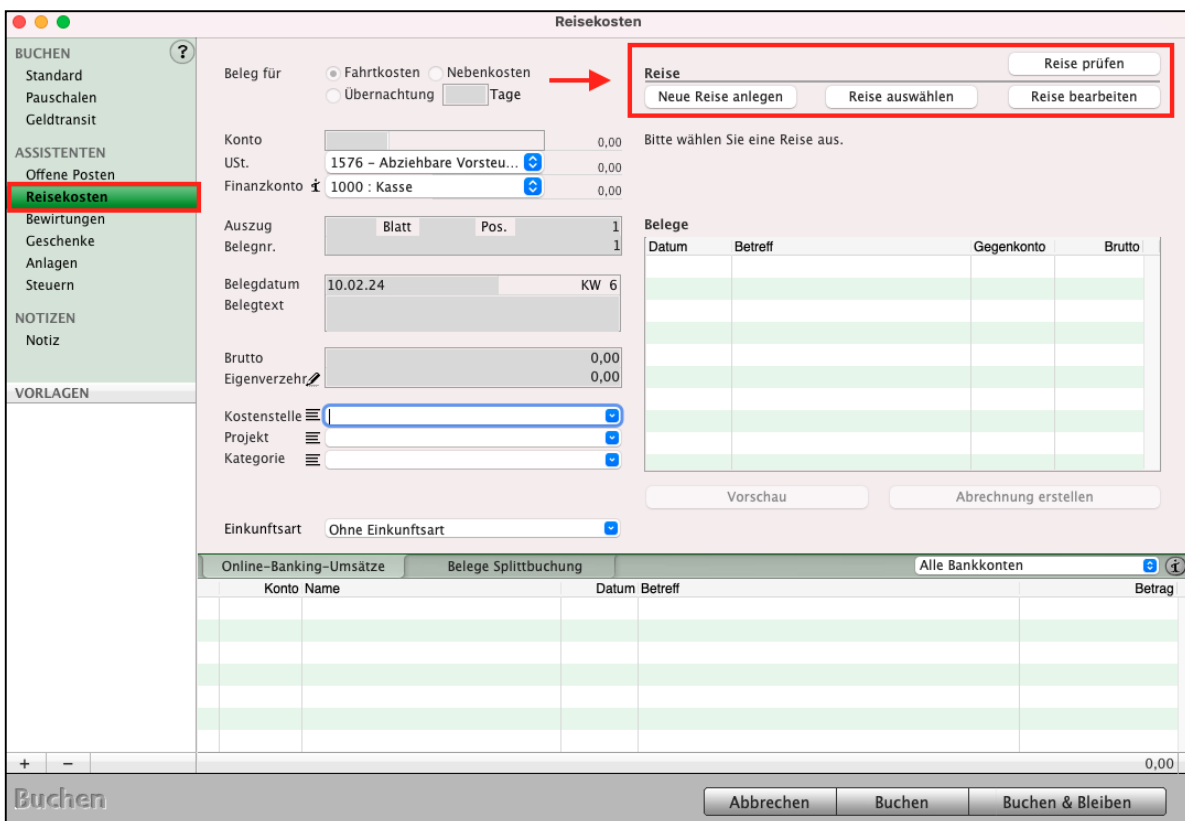 Reisekosten
BUCHEN ?
Standard
Pauschalen
Geldtransit
ASSISTENTEN
Offene Posten
Reisekosten
Bewirtungen
Geschenke
Anlagen
Steuern
NOTIZEN
Notiz
VORLAGEN
Beleg für Fahrtkosten Nebenkosten
Übernachtung Tage
Konto 0,00
USt. 1576 – Abziehbare Vorsteu... 0,00
Finanzkonto i 1000 : Kasse 0,00
Auszug Blatt Pos. 1
Belegnr. 1
Belegdatum 10.02.24 KW 6
Belegtext
Brutto 0,00
Eigenverzehr 0,00
Kostenstelle
Projekt
Kategorie
Einkunftsart Ohne Einkunftsart
Reise prüfen
Reise
Neue Reise anlegen Reise auswählen Reise bearbeiten
Bitte wählen Sie eine Reise aus.
Belege
Datum Betreff Gegenkonto Brutto
Vorschau Abrechnung erstellen
Online-Banking-Umsätze Belege Splittbuchung Alle Bankkonten i
Konto Name Datum Betreff Betrag
+ − 0,00
Buchen Abbrechen Buchen Buchen & Bleiben